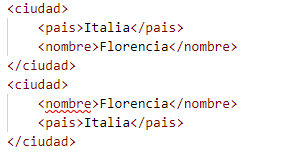 <ciudad>
    <pais>Italia</pais>
    <nombre>Florencia</nombre>
</ciudad>
<ciudad>
    <nombre>Florencia</nombre>
    <pais>Italia</pais>
</ciudad>